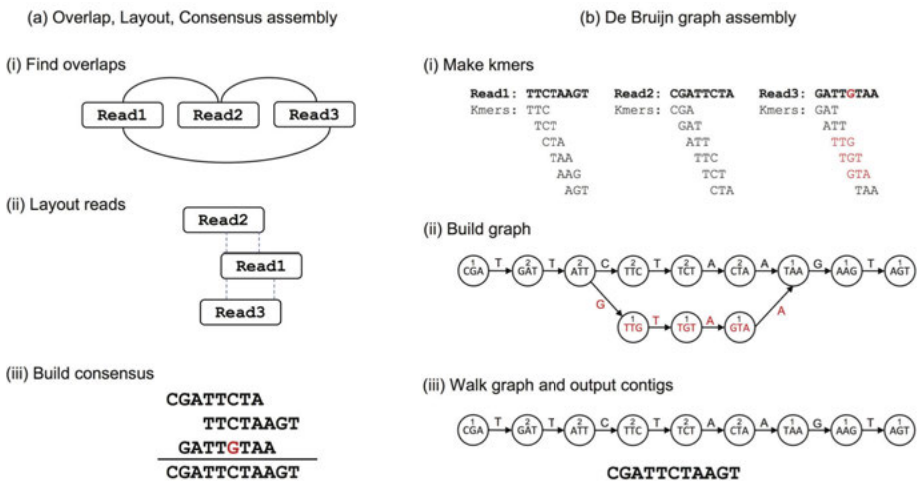 (a) Overlap, Layout, Consensus assembly
(i) Find overlaps
Read1 Read2 Read3
(ii) Layout reads
Read2
Read1
Read3
(iii) Build consensus
CGATTCTA
TTCTAAGT
GATTGTAA
CGATTCTAAGT
(b) De Bruijn graph assembly
(i) Make kmers
Read1: TTCTAAGT Read2: CGATTCTA Read3: GATTGTAA
Kmers: TTC Kmers: CGA Kmers: GAT
TCT GAT ATT
CTA ATT TTG
TAA TTC TGT
AAG TCT GTA
AGT CTA TAA
(ii) Build graph
T T C T A A G T
1 2 2 2 2 2 1 1 1
CGA GAT ATT TTC TCT CTA TAA AAG AGT
G T A A
1 1 1
TTG TGT GTA
(iii) Walk graph and output contigs
T T C T A A G T
1 2 2 2 2 2 1 1 1
CGA GAT ATT TTC TCT CTA TAA AAG AGT
CGATTCTAAGT